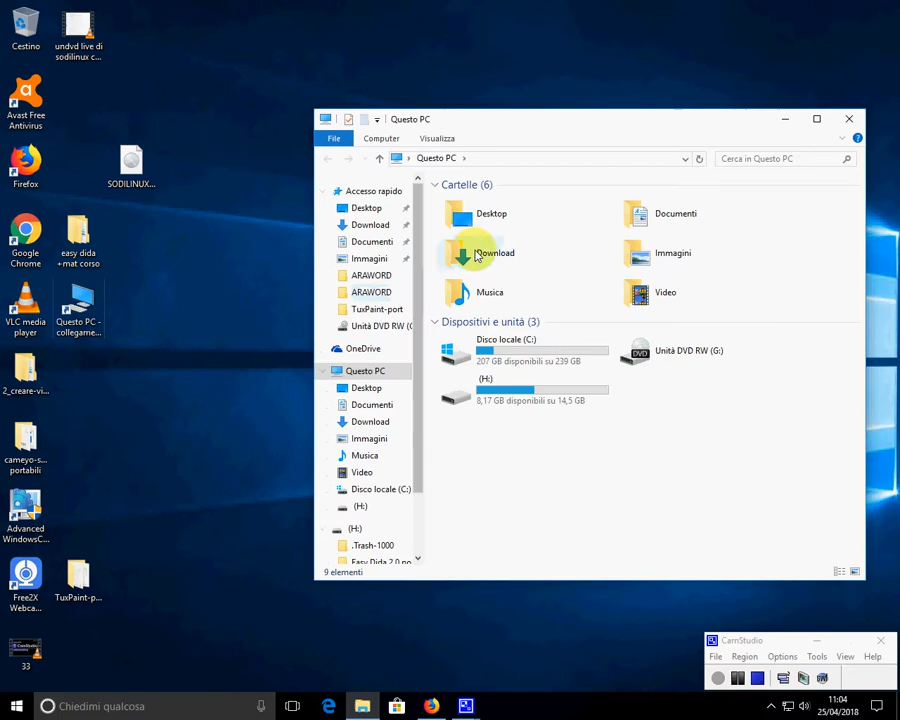 Cestino
undvd live di
sodilinux c...
Avast Free
Antivirus
Firefox
SODILINUX...
Google
Chrome
easy dida
+mat corso
VLC media
player
Questo PC -
collegame...
2_creare-vi...
cameyo-s...
portabili
Advanced
WindowsC...
Free2X
Webca...
TuxPaint-p...
CamStudio
33
Questo PC
File
Computer
Visualizza
Questo PC
Cerca in Questo PC
Accesso rapido
Desktop
Download
Documenti
Immagini
ARAWORD
ARAWORD
TuxPaint-port
Unità DVD RW (
OneDrive
Questo PC
Desktop
Documenti
Download
Immagini
Musica
Video
Disco locale (C:)
(H:)
(H:)
.Trash-1000
Easy Dida 2.0 po
Cartelle (6)
Desktop
Documenti
Download
Immagini
Musica
Video
Dispositivi e unità (3)
Disco locale (C:)
207 GB disponibili su 239 GB
DVD
Unità DVD RW (G:)
(H:)
8,17 GB disponibili su 14,5 GB
9 elementi
CamStudio
File
Region
Options
Tools
View
Help
Chiedimi qualcosa
11:04
25/04/2018